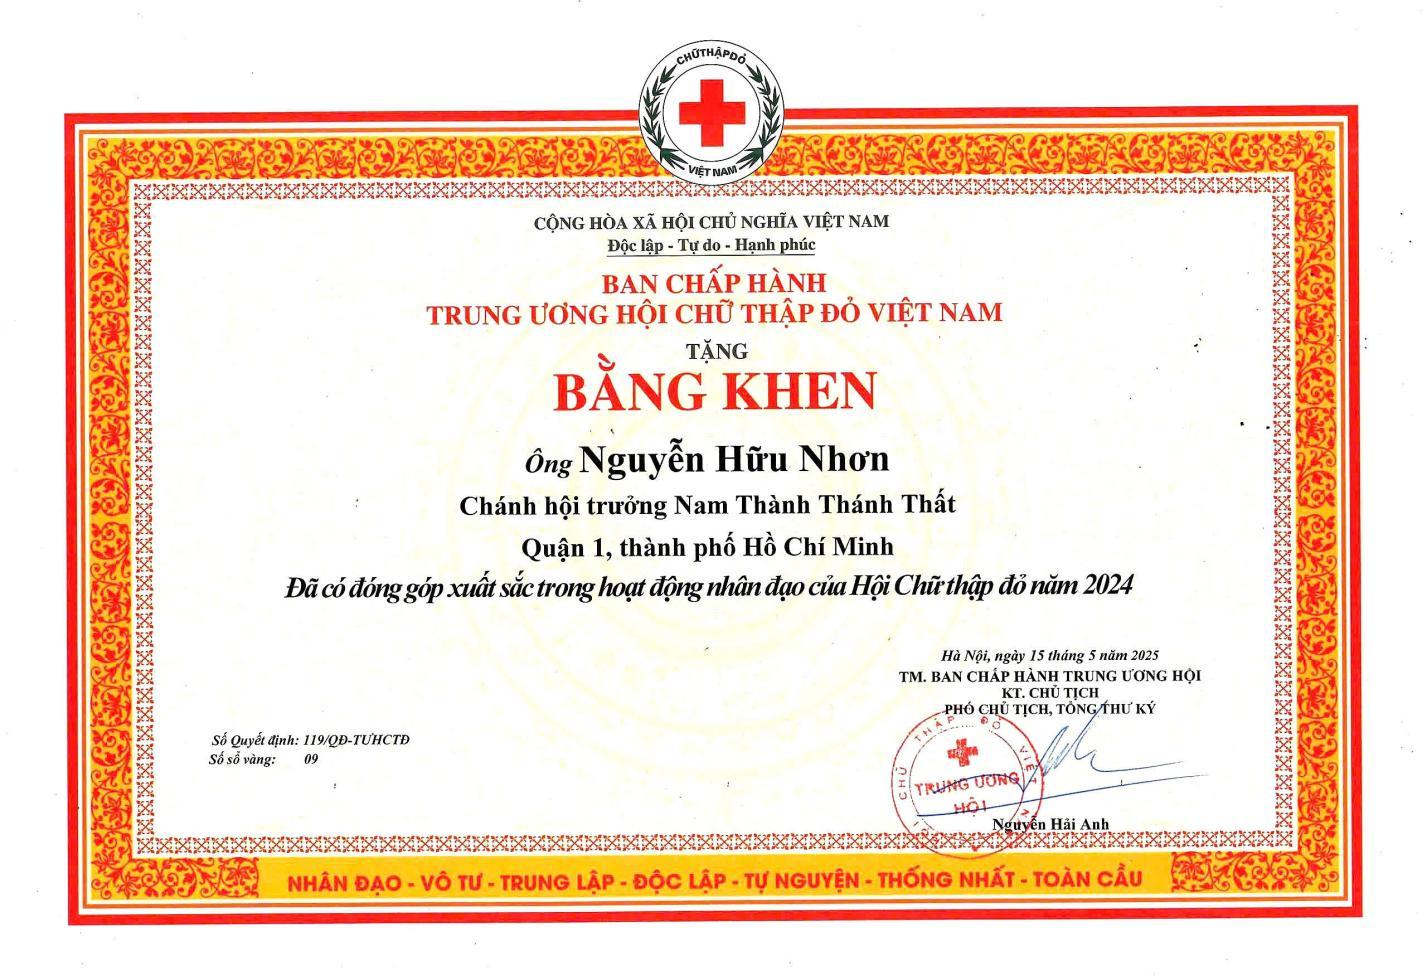 CHỮ THẬP ĐỎ
VIỆT NAM
CỘNG HÒA XÃ HỘI CHỦ NGHĨA VIỆT NAM
Độc lập - Tự do - Hạnh phúc
BAN CHẤP HÀNH
TRUNG ƯƠNG HỘI CHỮ THẬP ĐỎ VIỆT NAM
TẶNG
BẰNG KHEN
Ông Nguyễn Hữu Nhơn
Chánh hội trưởng Nam Thành Thánh Thất
Quận 1, thành phố Hồ Chí Minh
Đã có đóng góp xuất sắc trong hoạt động nhân đạo của Hội Chữ thập đỏ năm 2024
Hà Nội, ngày 15 tháng 5 năm 2025
TM. BAN CHẤP HÀNH TRUNG ƯƠNG HỘI
KT. CHỦ TỊCH
PHÓ CHỦ TỊCH, TỔNG THƯ KÝ
Số Quyết định: 119/QĐ-TƯHCTĐ
Số sổ vàng: 09
CHỮ THẬP ĐỎ VIỆT
TRUNG ƯƠNG
HỘI
Nguyễn Hải Anh
NHÂN ĐẠO - VÔ TƯ - TRUNG LẬP - ĐỘC LẬP - TỰ NGUYỆN - THỐNG NHẤT - TOÀN CẦU